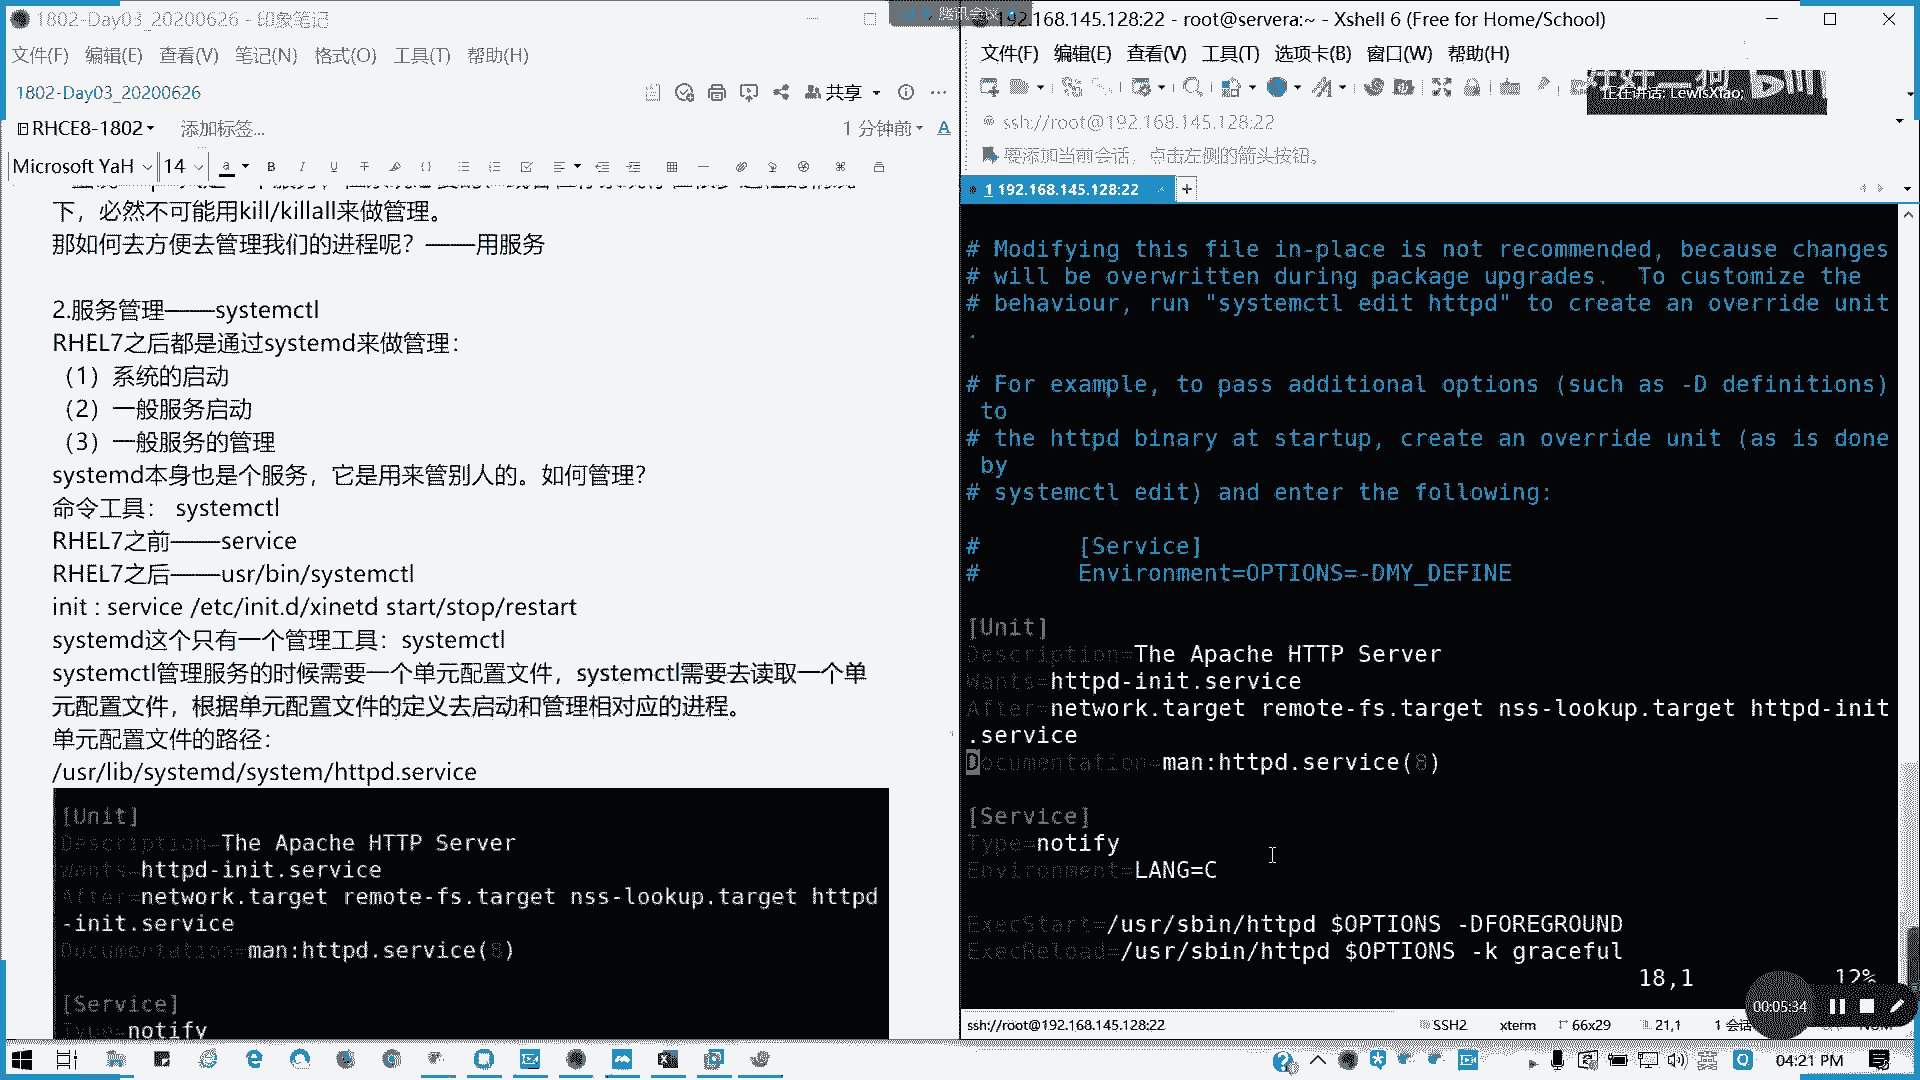 1802-Day03_20200626 - 印象笔记
文件(F) 编辑(E) 查看(V) 笔记(N) 格式(O) 工具(T) 帮助(H)
1802-Day03_20200626
共享
RHCE8-1802 添加标签...
1 分钟前
Microsoft YaH 14
下，必然不可能用kill/killall来做管理。
那如何去方便去管理我们的进程呢？———用服务
2.服务管理———systemctl
RHEL7之后都是通过systemd来做管理：
（1）系统的启动
（2）一般服务启动
（3）一般服务的管理
systemd本身也是个服务，它是用来管别人的。如何管理？
命令工具： systemctl
RHEL7之前———service
RHEL7之后———usr/bin/systemctl
init : service /etc/init.d/xinetd start/stop/restart
systemd这个只有一个管理工具：systemctl
systemctl管理服务的时候需要一个单元配置文件，systemctl需要去读取一个单
元配置文件，根据单元配置文件的定义去启动和管理相对应的进程。
单元配置文件的路径：
/usr/lib/systemd/system/httpd.service
[Unit]
Description=The Apache HTTP Server
Wants=httpd-init.service
After=network.target remote-fs.target nss-lookup.target httpd
-init.service
Documentation=man:httpd.service(8)
[Service]
Type=notify
腾讯会议
192.168.145.128:22 - root@servera:~ - Xshell 6 (Free for Home/School)
文件(F) 编辑(E) 查看(V) 工具(T) 选项卡(B) 窗口(W) 帮助(H)
正在讲话: LewisXiao;
ssh://root@192.168.145.128:22
要添加当前会话，点击左侧的箭头按钮。
1 192.168.145.128:22
# Modifying this file in-place is not recommended, because changes
# will be overwritten during package upgrades.  To customize the
# behaviour, run "systemctl edit httpd" to create an override unit
.
# For example, to pass additional options (such as -D definitions)
to
# the httpd binary at startup, create an override unit (as is done
by
# systemctl edit) and enter the following:
# [Service]
# Environment=OPTIONS=-DMY_DEFINE
[Unit]
Description=The Apache HTTP Server
Wants=httpd-init.service
After=network.target remote-fs.target nss-lookup.target httpd-init
.service
Documentation=man:httpd.service(8)
[Service]
Type=notify
Environment=LANG=C
ExecStart=/usr/sbin/httpd $OPTIONS -DFOREGROUND
ExecReload=/usr/sbin/httpd $OPTIONS -k graceful
18,1 12%
00:05:34
ssh://root@192.168.145.128:22 SSH2 xterm 66x29 21,1 1 会话
英
04:21 PM